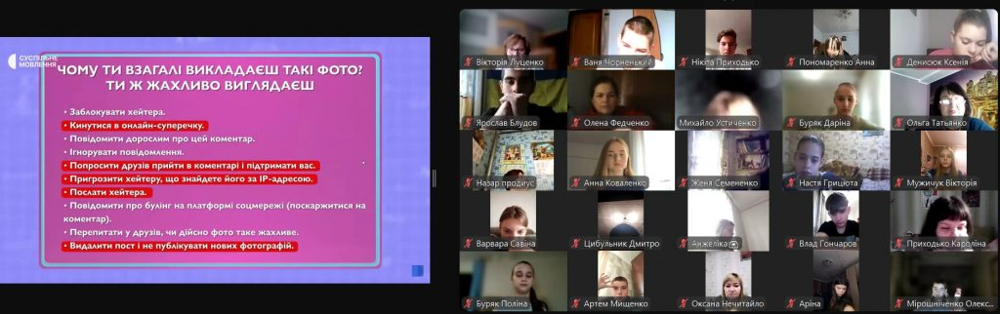 СУСПІЛЬНЕ
МОВЛЕННЯ
ЧОМУ ТИ ВЗАГАЛІ ВИКЛАДАЄШ ТАКІ ФОТО?
ТИ Ж ЖАХЛИВО ВИГЛЯДАЄШ
• Заблокувати хейтера.
• Кинутися в онлайн-суперечку.
• Повідомити дорослим про цей коментар.
• Ігнорувати повідомлення.
• Попросити друзів прийти в коментарі і підтримати вас.
• Пригрозити хейтеру, що знайдете його за IP-адресою.
• Послати хейтера.
• Повідомити про булінг на платформі соцмережі (поскаржитися на
коментар).
• Перепитати у друзів, чи дійсно фото таке жахливе.
• Видалити пост і не публікувати нових фотографій.
Вікторія Луценко
Ваня Чорненький
Нікіта Приходько
Пономаренко Анна
Денисюк Ксенія
Ярослав Блудов
Олена Федченко
Михайло Устиченко
Буряк Даріна
Ольга Татьянко
Назар продиус
Анна Коваленко
Женя Семененко
Настя Грицюта
Мужичук Вікторія
Варвара Савіна
Цибульник Дмитро
Анжеліка
Влад Гончаров
Приходько Кароліна
Буряк Поліна
Артем Мищенко
Оксана Нечитайло
Аріна
Мірошніченко Олекс...